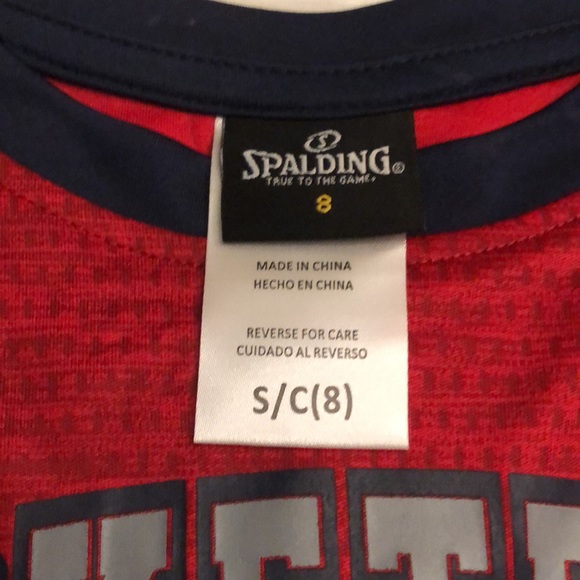 S
SPALDING®
TRUE TO THE GAME.
8
MADE IN CHINA
HECHO EN CHINA
REVERSE FOR CARE
CUIDADO AL REVERSO
S/C(8)